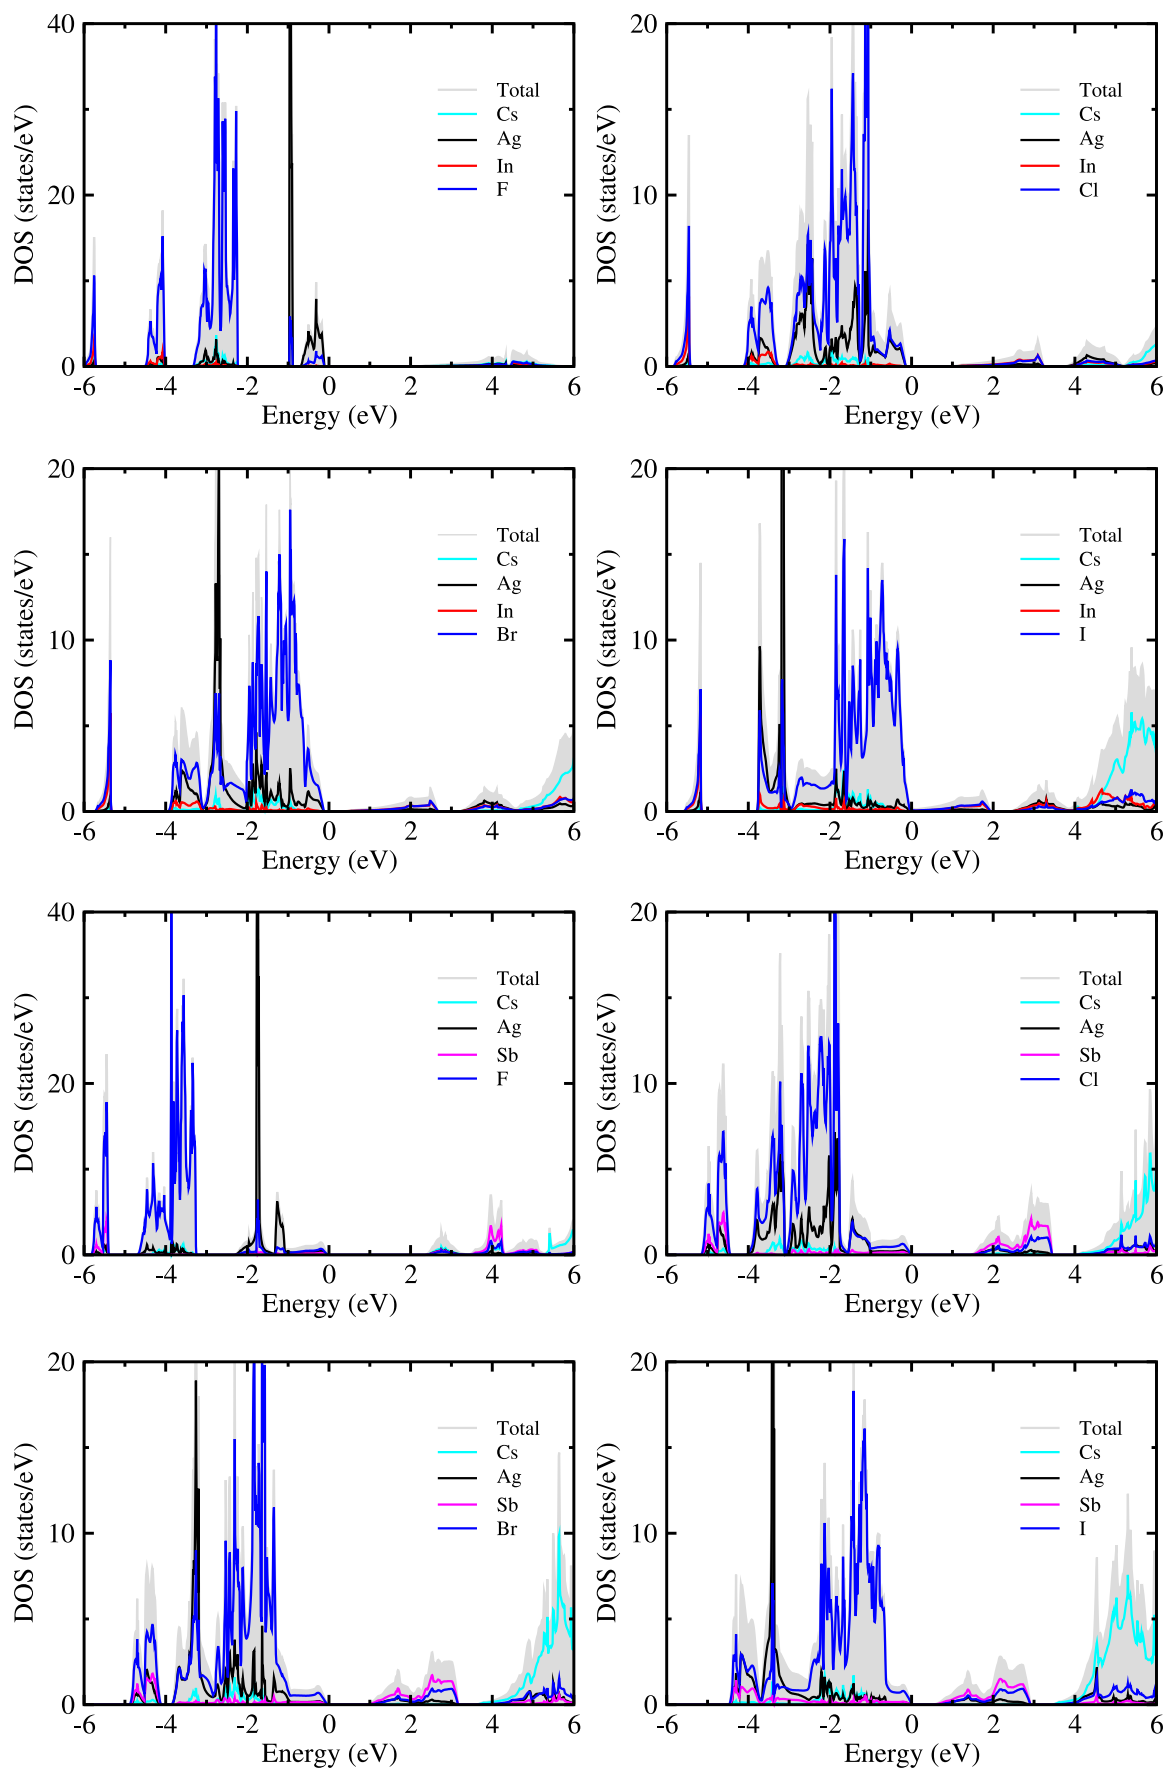 40
20
0
DOS (states/eV)
Total
Cs
Ag
In
F
-6 -4 -2 0 2 4 6
Energy (eV)
20
10
0
DOS (states/eV)
Total
Cs
Ag
In
Cl
-6 -4 -2 0 2 4 6
Energy (eV)
20
10
0
DOS (states/eV)
Total
Cs
Ag
In
Br
-6 -4 -2 0 2 4 6
Energy (eV)
20
10
0
DOS (states/eV)
Total
Cs
Ag
In
I
-6 -4 -2 0 2 4 6
Energy (eV)
40
20
0
DOS (states/eV)
Total
Cs
Ag
Sb
F
-6 -4 -2 0 2 4 6
Energy (eV)
20
10
0
DOS (states/eV)
Total
Cs
Ag
Sb
Cl
-6 -4 -2 0 2 4 6
Energy (eV)
20
10
0
DOS (states/eV)
Total
Cs
Ag
Sb
Br
-6 -4 -2 0 2 4 6
Energy (eV)
20
10
0
DOS (states/eV)
Total
Cs
Ag
Sb
I
-6 -4 -2 0 2 4 6
Energy (eV)